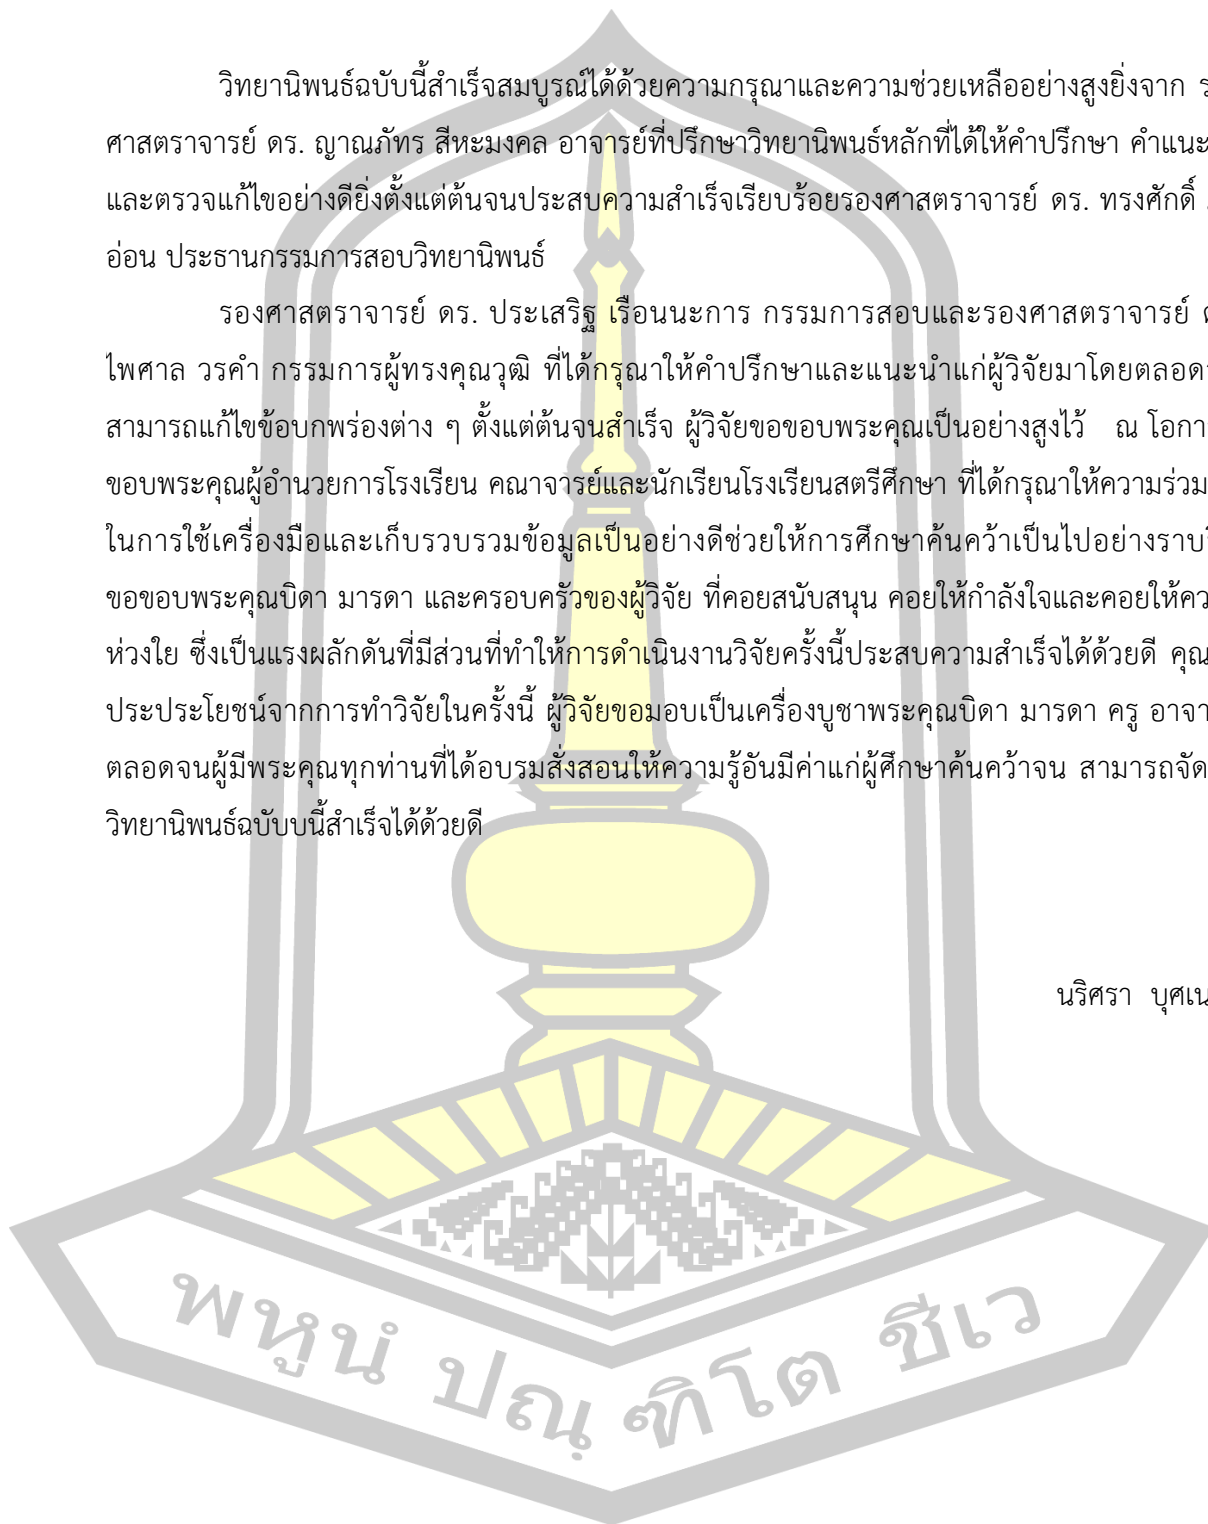 วิทยานิพนธ์ฉบับนี้สำเร็จสมบูรณ์ได้ด้วยความกรุณาและความช่วยเหลืออย่างสูงยิ่งจาก
ศาสตราจารย์ ดร. ญาณภัทร สีหะมงคล อาจารย์ที่ปรึกษาวิทยานิพนธ์หลักที่ได้ให้คำปรึกษา คำแนะ
และตรวจแก้ไขอย่างดียิ่งตั้งแต่ต้นจนประสบความสำเร็จเรียบร้อยรองศาสตราจารย์ ดร. ทรงศักดิ์
อ่อน ประธานกรรมการสอบวิทยานิพนธ์
รองศาสตราจารย์ ดร. ประเสริฐ เรือนนะการ กรรมการสอบและรองศาสตราจารย์
ไพศาล วรคำ กรรมการผู้ทรงคุณวุฒิ ที่ได้กรุณาให้คำปรึกษาและแนะนำแก่ผู้วิจัยมาโดยตลอด
สามารถแก้ไขข้อบกพร่องต่าง ๆ ตั้งแต่ต้นจนสำเร็จ ผู้วิจัยขอขอบพระคุณเป็นอย่างสูงไว้ ณ โอกา
ขอบพระคุณผู้อำนวยการโรงเรียน คณาจารย์และนักเรียนโรงเรียนสตรีศึกษา ที่ได้กรุณาให้ความร่วม
ในการใช้เครื่องมือและเก็บรวบรวมข้อมูลเป็นอย่างดีช่วยให้การศึกษาค้นคว้าเป็นไปอย่างราบ
ขอขอบพระคุณบิดา มารดา และครอบครัวของผู้วิจัย ที่คอยสนับสนุน คอยให้กำลังใจและคอยให้คว
ห่วงใย ซึ่งเป็นแรงผลักดันที่มีส่วนที่ทำให้การดำเนินงานวิจัยครั้งนี้ประสบความสำเร็จได้ด้วยดี คุณ
ประประโยชน์จากการทำวิจัยในครั้งนี้ ผู้วิจัยขอมอบเป็นเครื่องบูชาพระคุณบิดา มารดา ครู อาจา
ตลอดจนผู้มีพระคุณทุกท่านที่ได้อบรมสั่งสอนให้ความรู้อันมีค่าแก่ผู้ศึกษาค้นคว้าจน สามารถจัด
วิทยานิพนธ์ฉบับบนี้สำเร็จได้ด้วยดี
นริศรา บุศเน
พหูนํ ปณฺฑิโต ชีเว